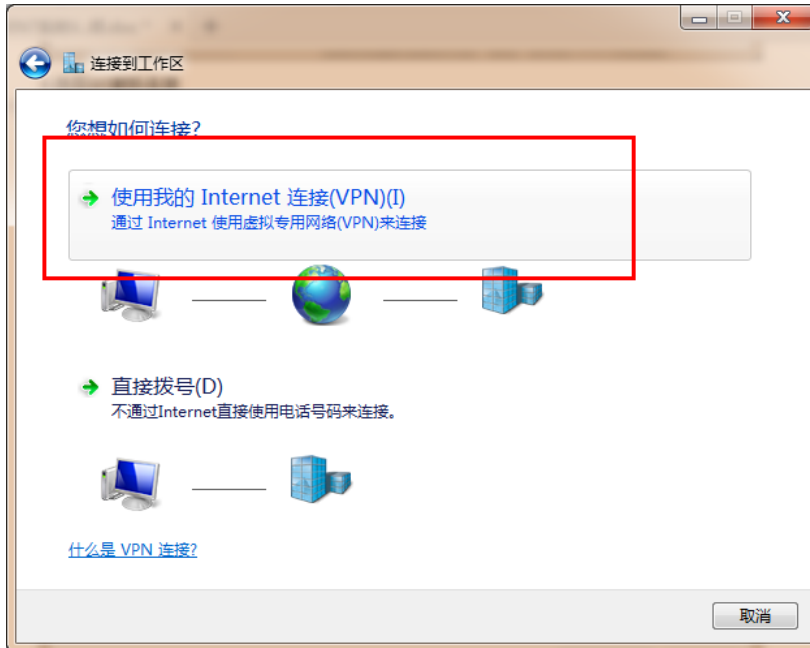 连接到工作区
您想如何连接?
使用我的 Internet 连接(VPN)(I)
通过 Internet 使用虚拟专用网络(VPN)来连接
直接拨号(D)
不通过Internet直接使用电话号码来连接。
什么是 VPN 连接?
取消